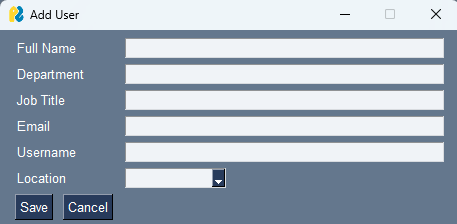 Add User
Full Name
Department
Job Title
Email
Username
Location
Save Cancel